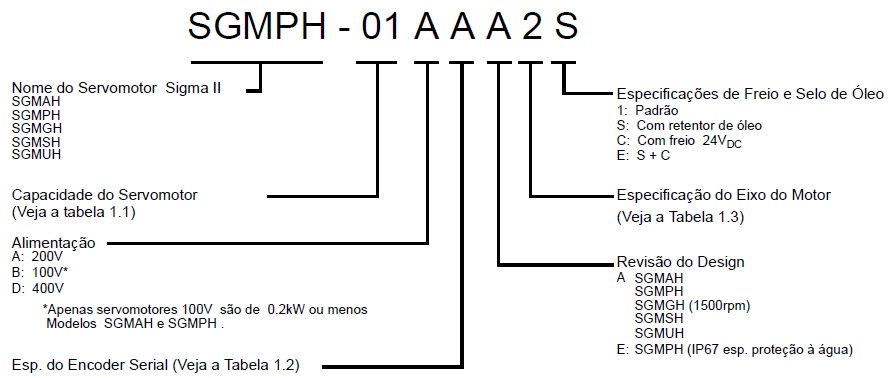 SGMPH - 01 A A A 2 S
Nome do Servomotor Sigma II
SGMAH
SGMPH
SGMGH
SGMSH
SGMUH
Capacidade do Servomotor
(Veja a tabela 1.1)
Alimentação
A: 200V
B: 100V*
D: 400V
*Apenas servomotores 100V são de 0.2kW ou menos
Modelos SGMAH e SGMPH .
Esp. do Encoder Serial (Veja a Tabela 1.2)
Especificações de Freio e Selo de Óleo
1: Padrão
S: Com retentor de óleo
C: Com freio 24VDC
E: S + C
Especificação do Eixo do Motor
(Veja a Tabela 1.3)
Revisão do Design
A SGMAH
SGMPH
SGMGH (1500rpm)
SGMSH
SGMUH
E: SGMPH (IP67 esp. proteção à água)